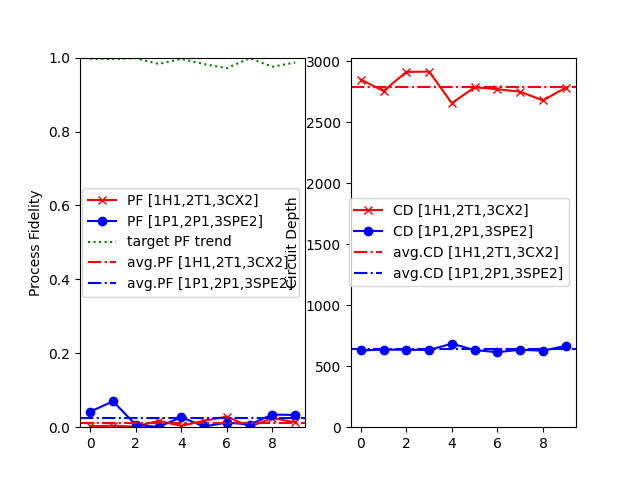 1.0
0.8
0.6
0.4
0.2
0.0
Process Fidelity
PF [1H1,2T1,3CX2]
PF [1P1,2P1,3SPE2]
target PF trend
avg.PF [1H1,2T1,3CX2]
avg.PF [1P1,2P1,3SPE2]
0 2 4 6 8
3000
2500
2000
1500
1000
500
0
Circuit Depth
CD [1H1,2T1,3CX2]
CD [1P1,2P1,3SPE2]
avg.CD [1H1,2T1,3CX2]
avg.CD [1P1,2P1,3SPE2]
0 2 4 6 8